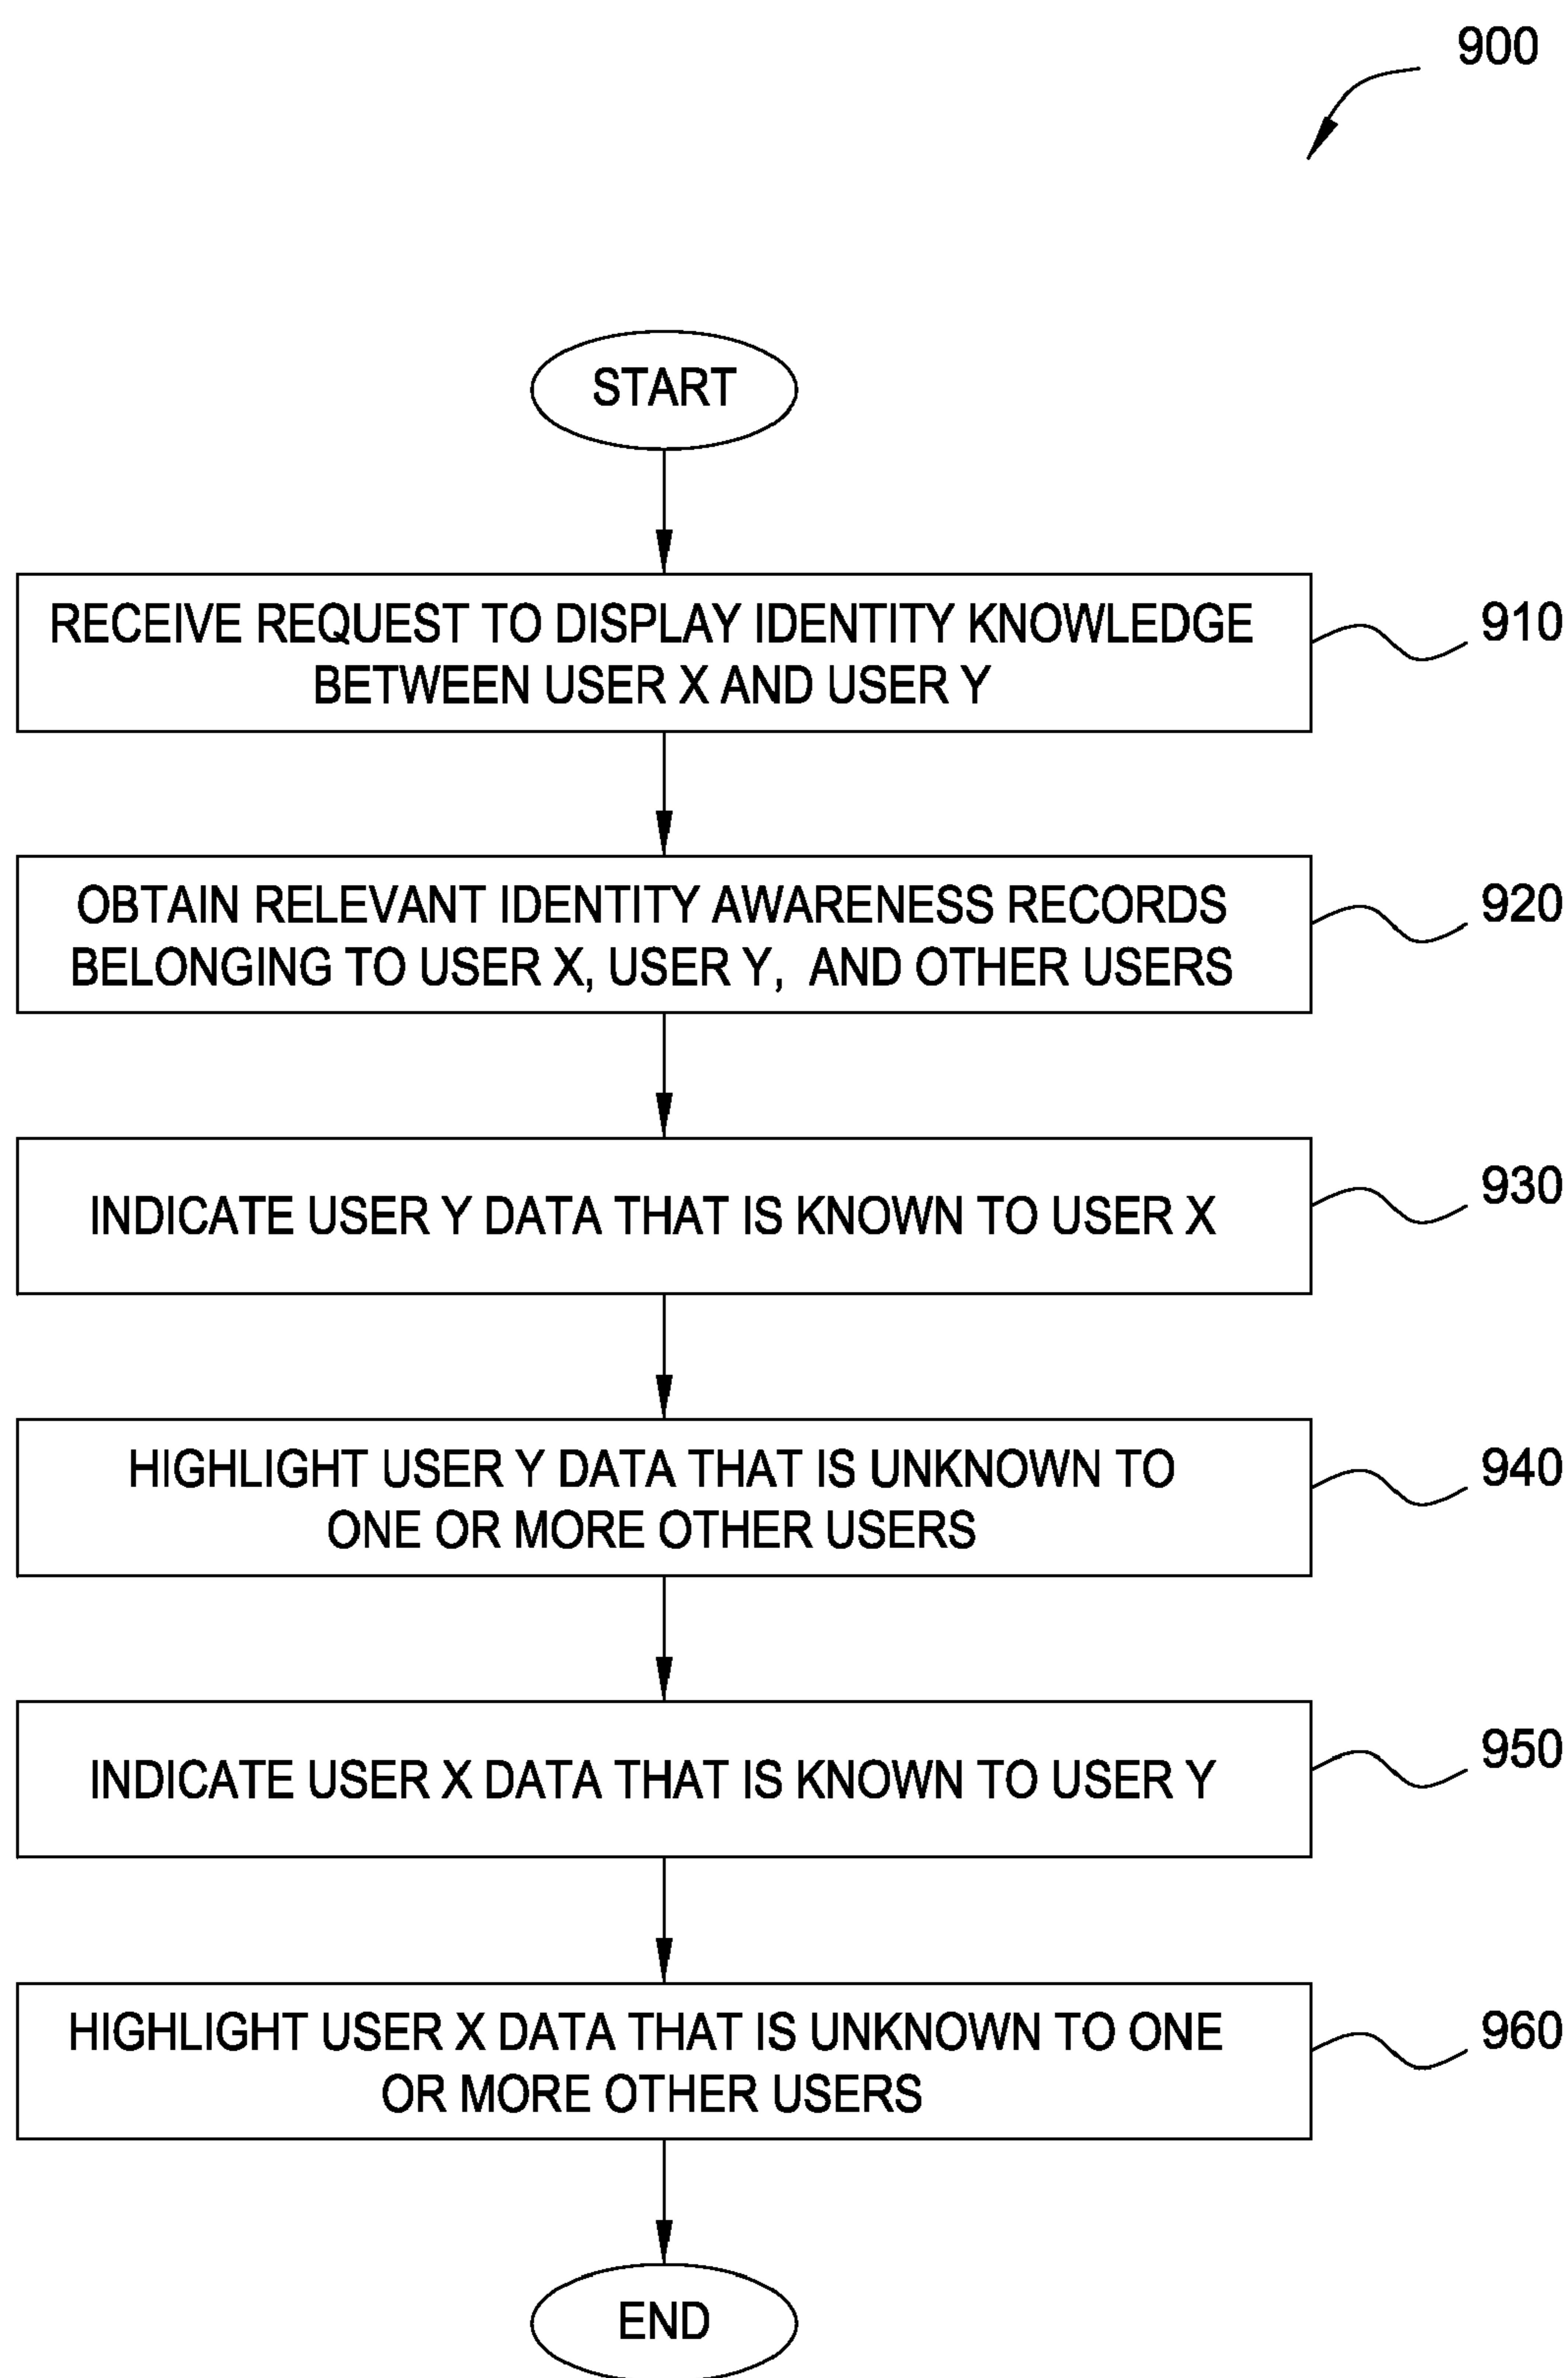 900
START
RECEIVE REQUEST TO DISPLAY IDENTITY KNOWLEDGE
BETWEEN USER X AND USER Y
910
OBTAIN RELEVANT IDENTITY AWARENESS RECORDS
BELONGING TO USER X, USER Y, AND OTHER USERS
920
INDICATE USER Y DATA THAT IS KNOWN TO USER X
930
HIGHLIGHT USER Y DATA THAT IS UNKNOWN TO
ONE OR MORE OTHER USERS
940
INDICATE USER X DATA THAT IS KNOWN TO USER Y
950
HIGHLIGHT USER X DATA THAT IS UNKNOWN TO ONE
OR MORE OTHER USERS
960
END